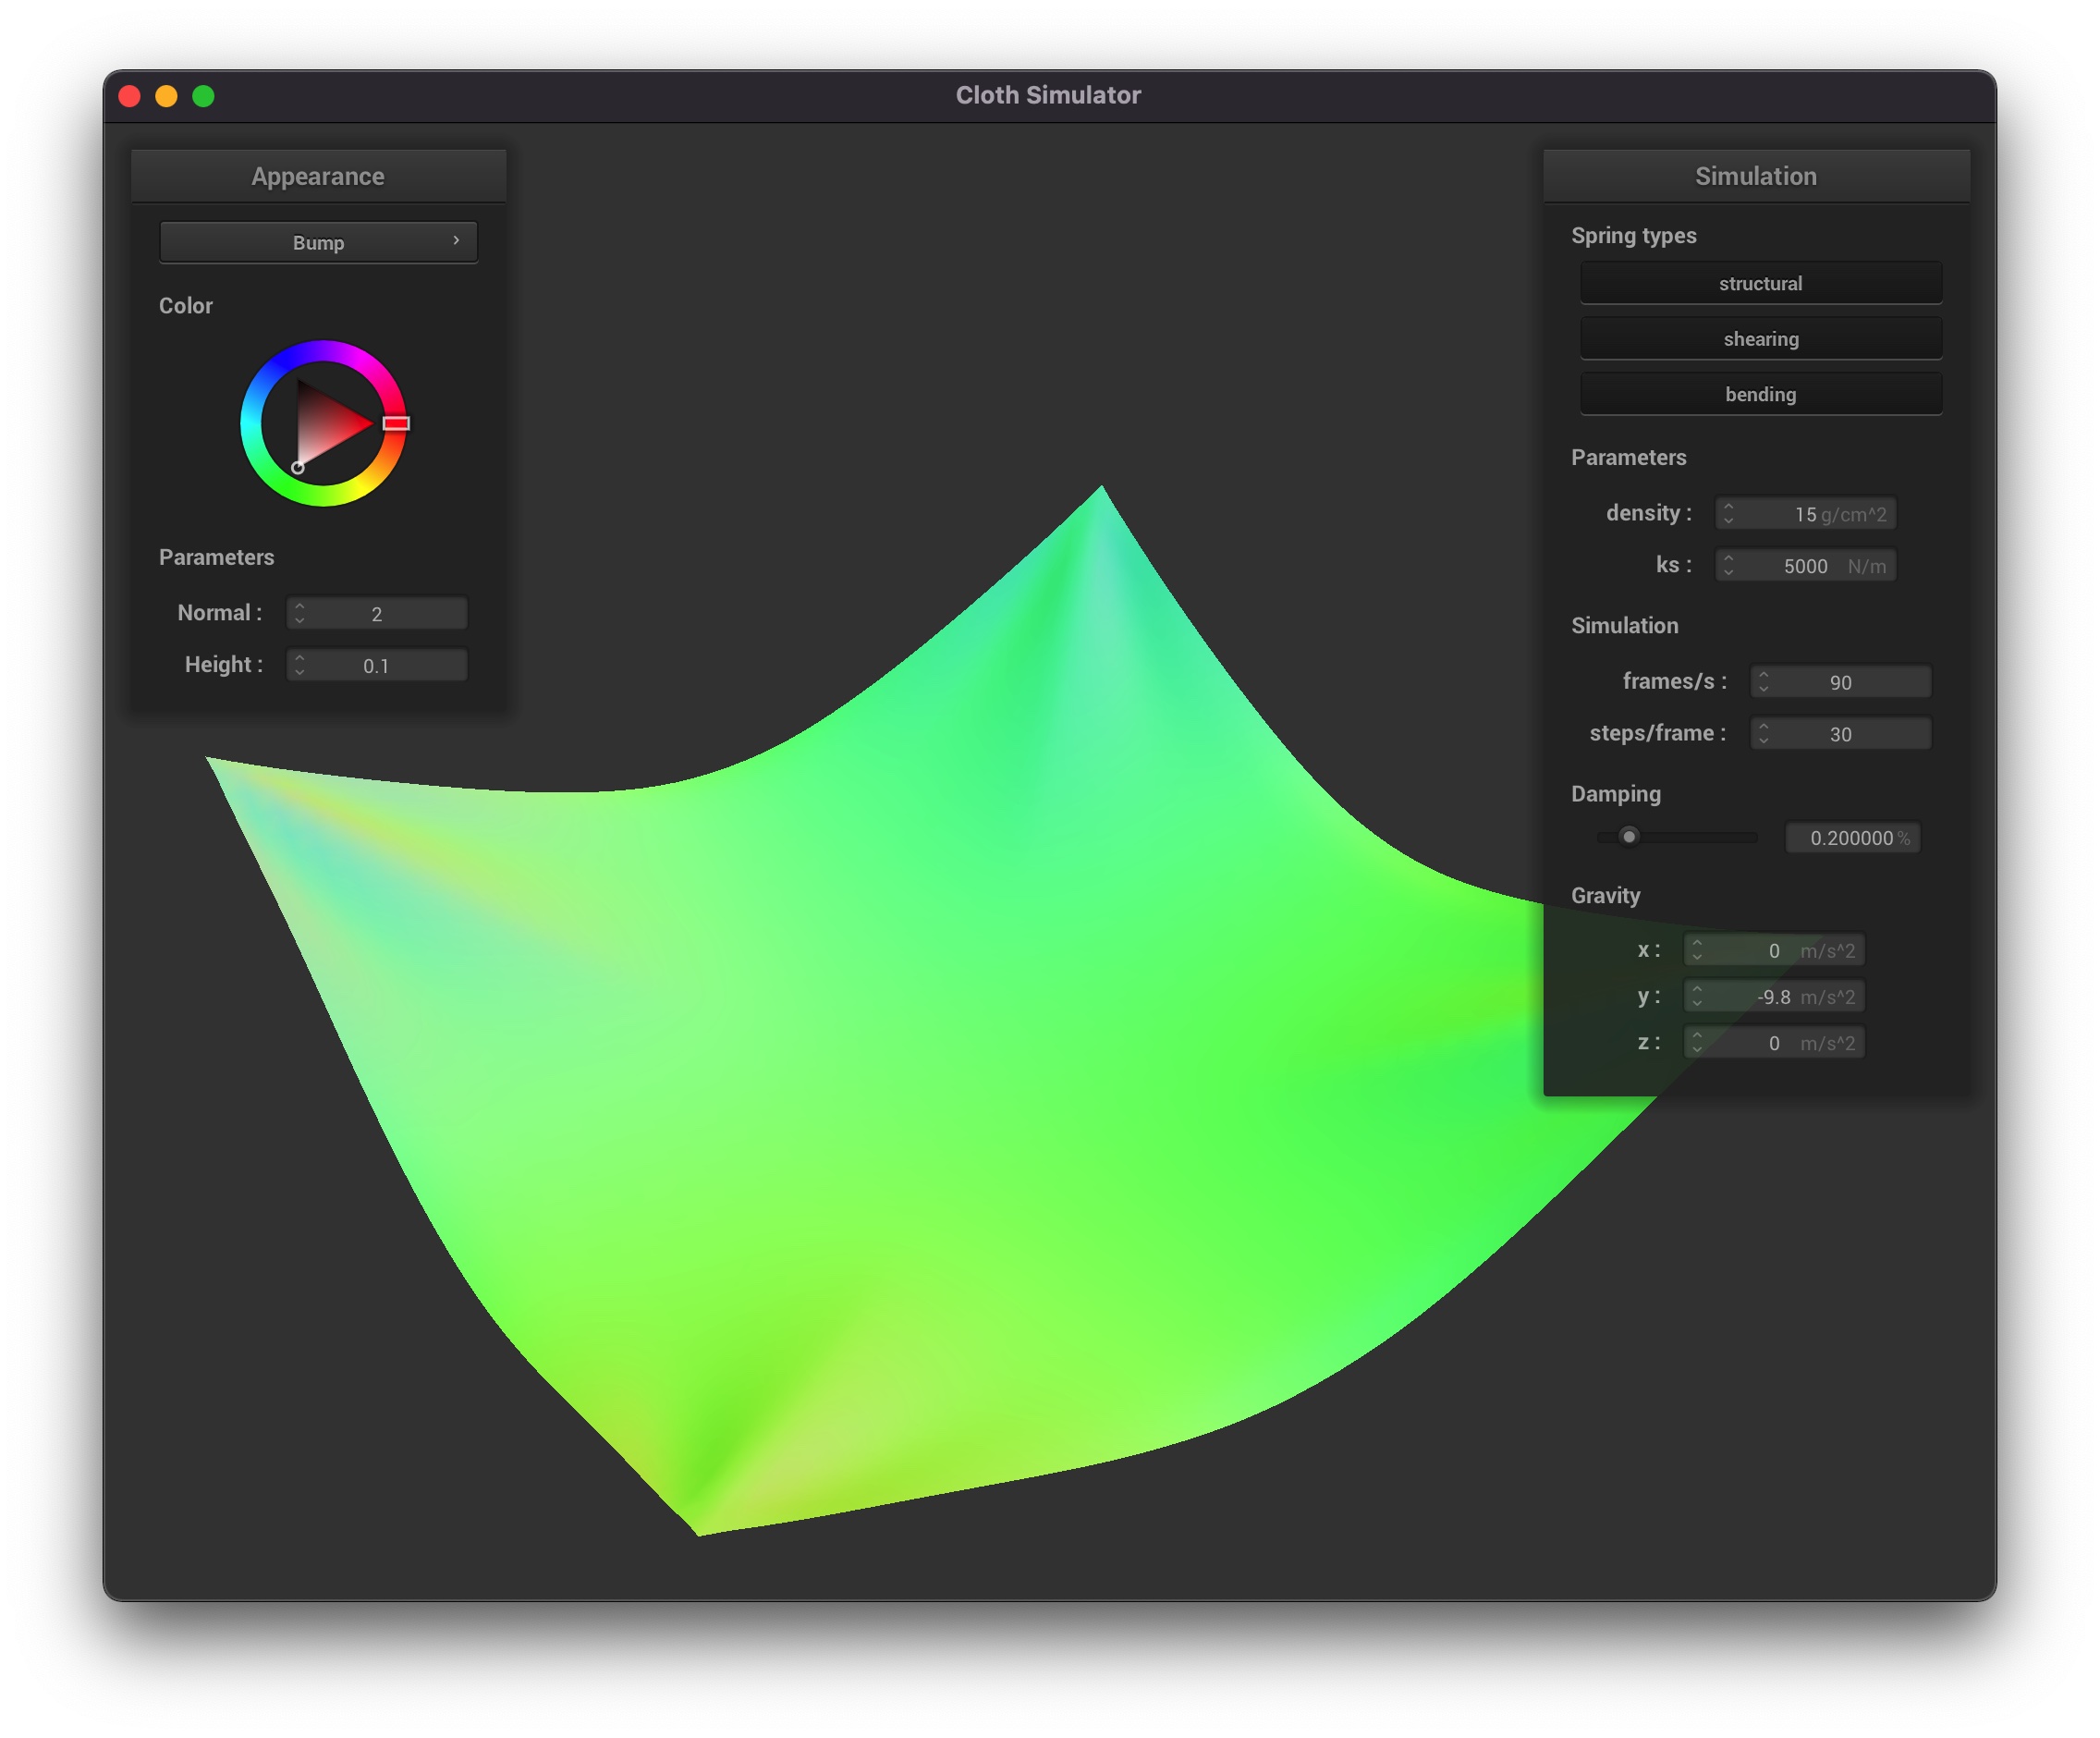 Cloth Simulator
Appearance
Bump
Color
Parameters
Normal : 2
Height : 0.1
Simulation
Spring types
structural
shearing
bending
Parameters
density : 15 g/cm^2
ks : 5000 N/m
Simulation
frames/s : 90
steps/frame : 30
Damping
0.200000 %
Gravity
x : 0 m/s^2
y : -9.8 m/s^2
z : 0 m/s^2